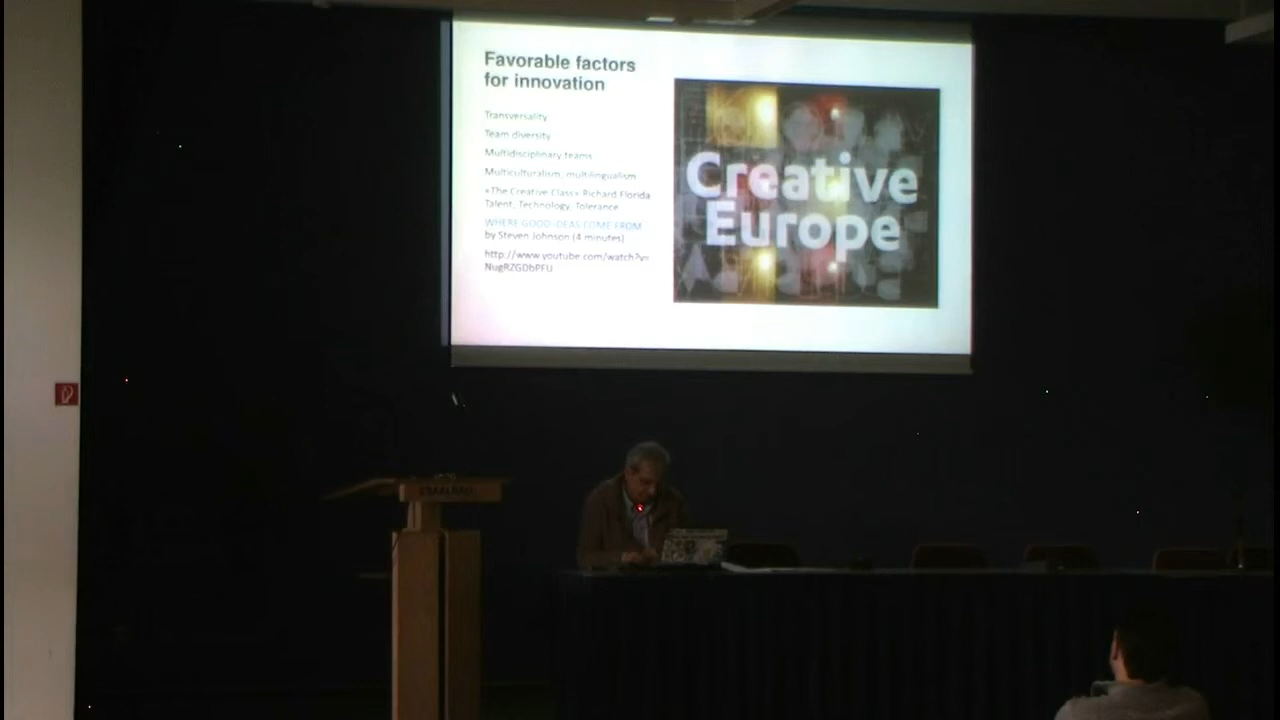 Favorable factors
for innovation
Transversality
Team diversity
Multidisciplinary teams
Multiculturalism, multilingualism
«The Creative Class» Richard Florida
Talent, Technology, Tolerance
WHERE GOOD IDEAS COME FROM
by Steven Johnson (4 minutes)
http://www.youtube.com/watch?v=
NugRZGDbPFU
Creative
Europe